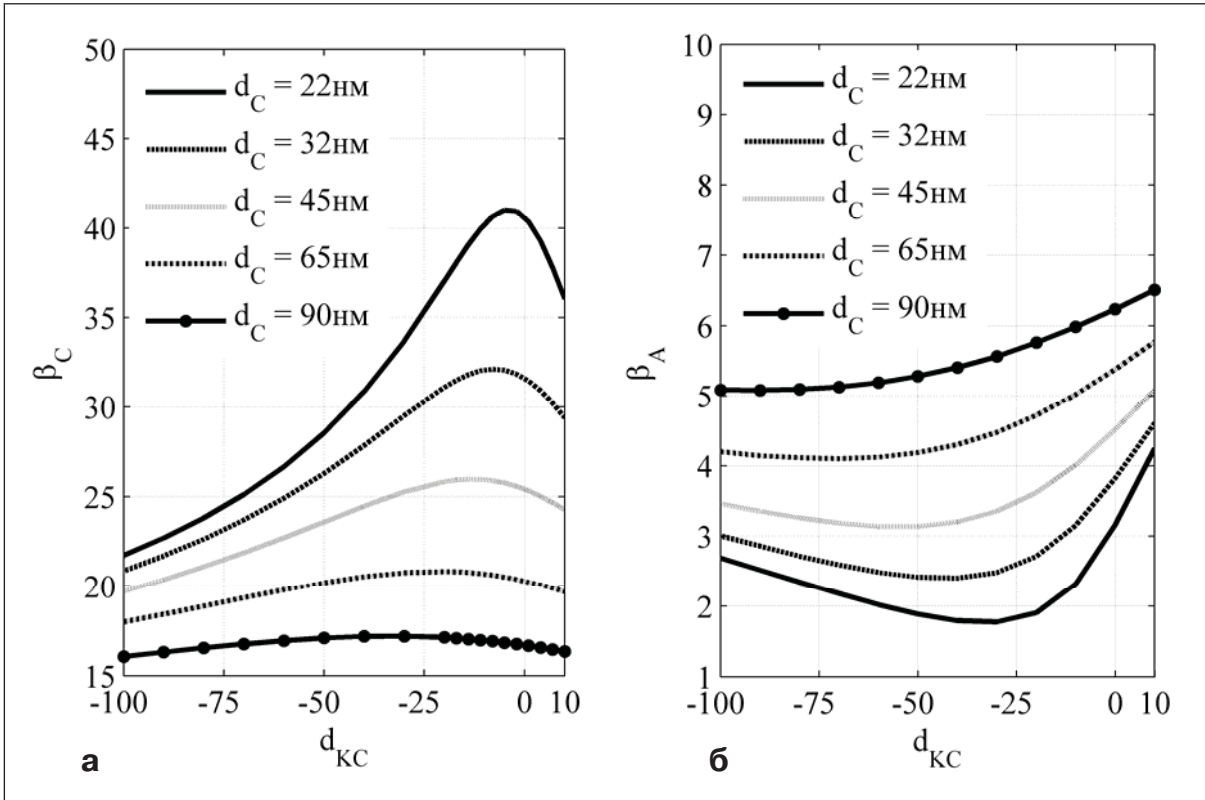 50
45
40
35
30
25
20
15
β_C
d_C = 22нм
d_C = 32нм
d_C = 45нм
d_C = 65нм
d_C = 90нм
-100 -75 -50 -25 0 10
d_KC
а
10
9
8
7
6
5
4
3
2
1
β_A
d_C = 22нм
d_C = 32нм
d_C = 45нм
d_C = 65нм
d_C = 90нм
-100 -75 -50 -25 0 10
d_KC
б